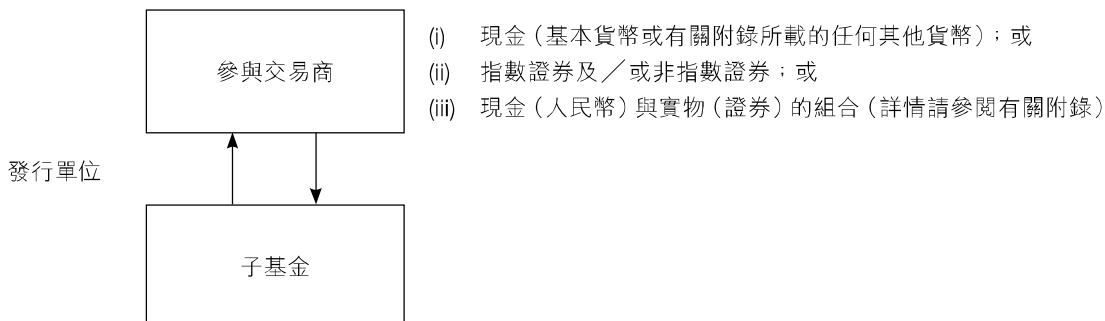 參與交易商
(i) 現金（基本貨幣或有關附錄所載的任何其他貨幣）；或
(ii) 指數證券及／或非指數證券；或
(iii) 現金（人民幣）與實物（證券）的組合（詳情請參閱有關附錄）
發行單位
子基金